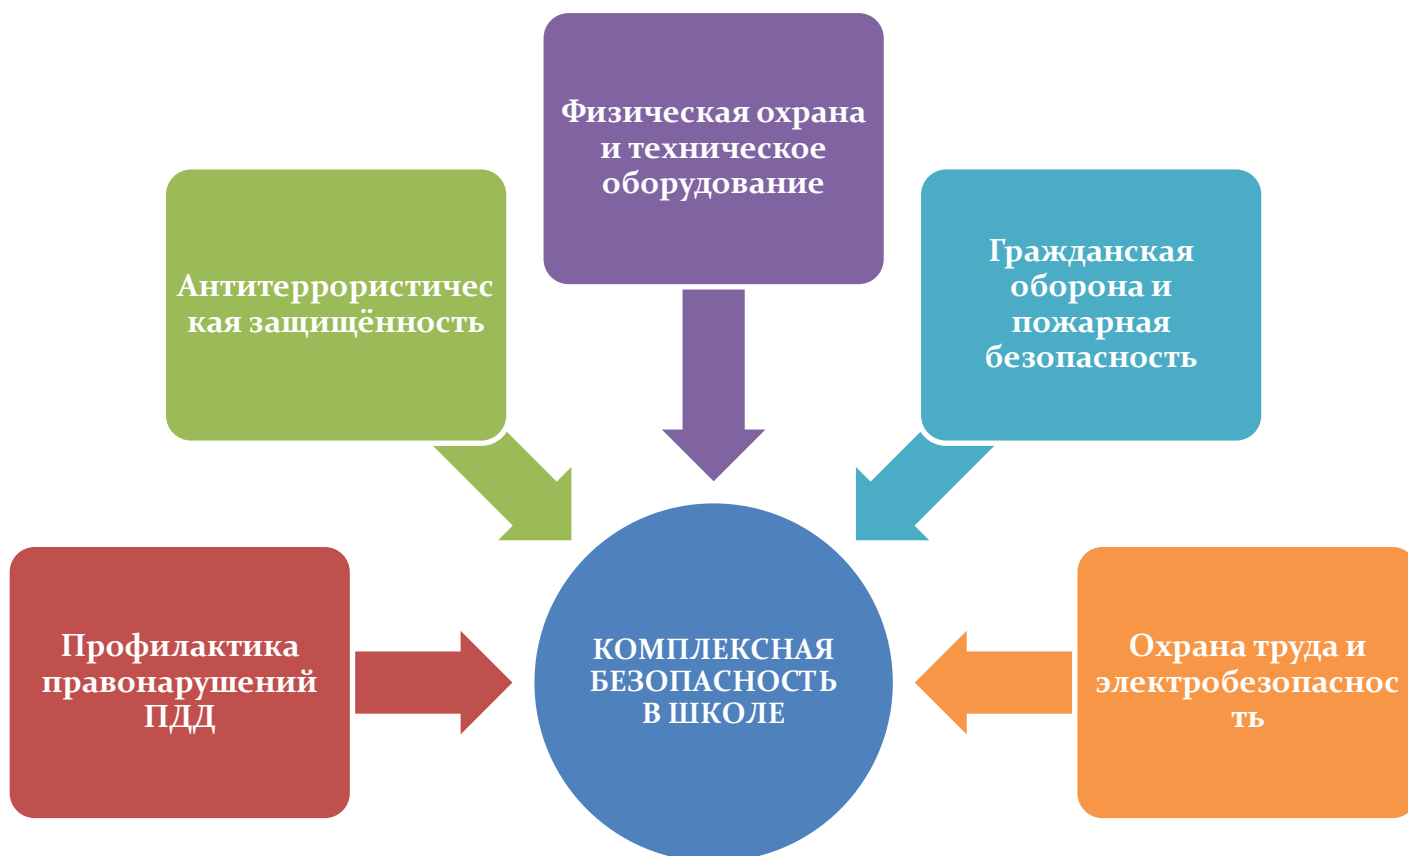 Физическая охрана
и техническое
оборудование
Антитеррористичес
кая защищённость
Гражданская
оборона и
пожарная
безопасность
Профилактика
правонарушений
ПДД
КОМПЛЕКСНАЯ
БЕЗОПАСНОСТЬ
В ШКОЛЕ
Охрана труда и
электробезопаснос
ть